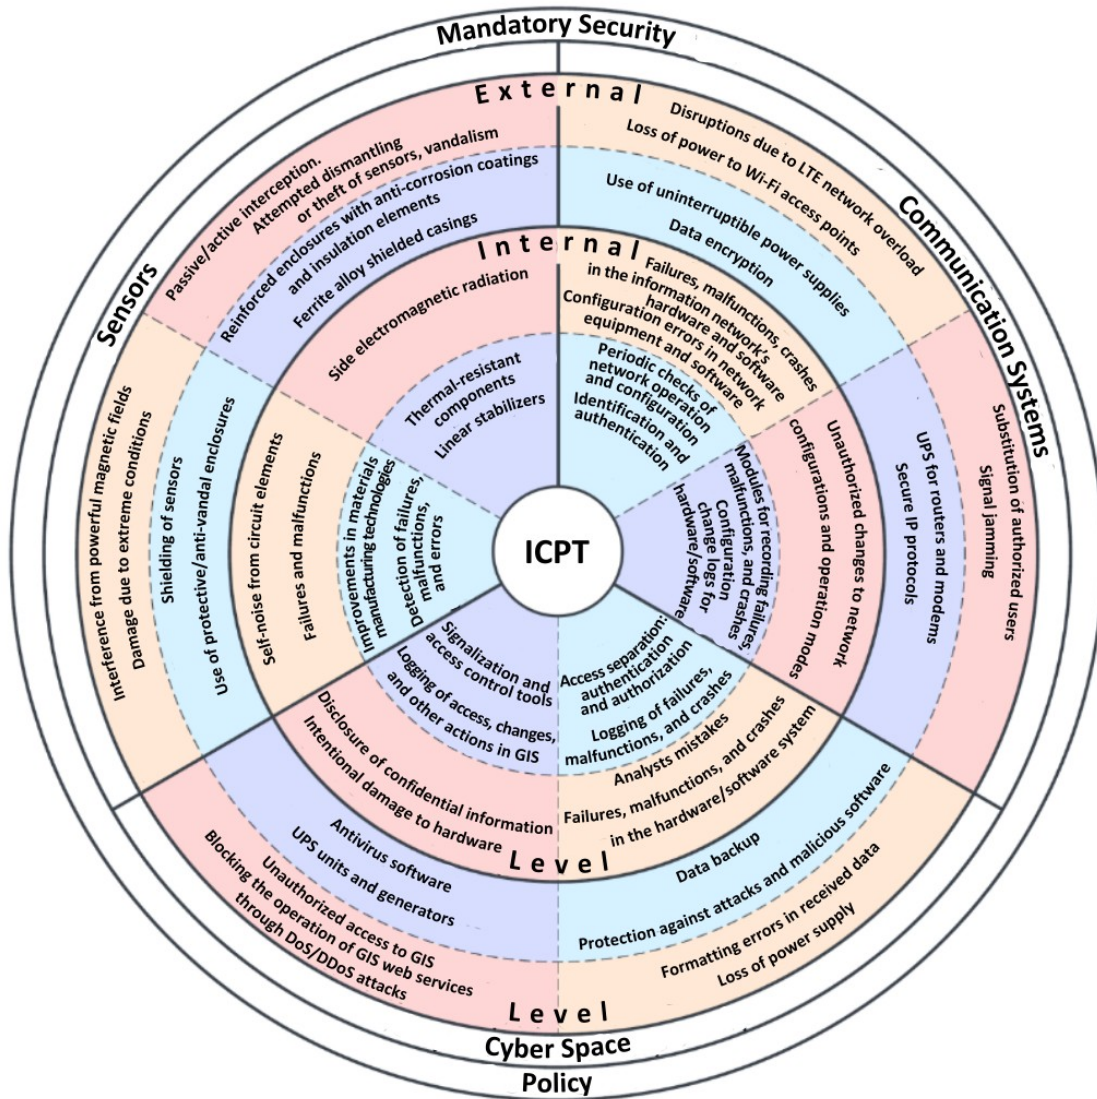 Mandatory Security
External
Disruptions due to LTE network overload
Loss of power to Wi-Fi access points
Use of uninterruptible power supplies
Data encryption
Communication Systems
Substitution of authorized users
Signal jamming
UPS for routers and modems
Secure IP protocols
Passive/active interception.
Attempted dismantling
or theft of sensors, vandalism
Reinforced enclosures with anti-corrosion coatings
and insulation elements
Ferrite alloy shielded casings
Sensors
Interference from powerful magnetic fields
Damage due to extreme conditions
Shielding of sensors
Use of protective/anti-vandal enclosures
Internal
Failures, malfunctions, crashes
in the information network's
hardware and software
Configuration errors in network
equipment and software
Periodic checks of
network operation
and configuration
Identification and
authentication
Unauthorized changes to network
configurations and operation modes
Modules for recording failures,
malfunctions, and crashes
Configuration
change logs for
hardware/software
Side electromagnetic radiation
Thermal-resistant
components
Linear stabilizers
Self-noise from circuit elements
Failures and malfunctions
Improvements in materials
manufacturing technologies
Detection of failures,
malfunctions,
and errors
ICPT
Signalization and
access control tools
Logging of access, changes,
and other actions in GIS
Disclosure of confidential information
Intentional damage to hardware
Access separation:
authentication
and authorization
Logging of failures,
malfunctions, and crashes
Analysts mistakes
Failures, malfunctions, and crashes
in the hardware/software system
Level
Antivirus software
UPS units and generators
Unauthorized access to GIS
Blocking the operation of GIS web services
through DoS/DDoS attacks
Data backup
Protection against attacks and malicious software
Formatting errors in received data
Loss of power supply
Level
Cyber Space
Policy